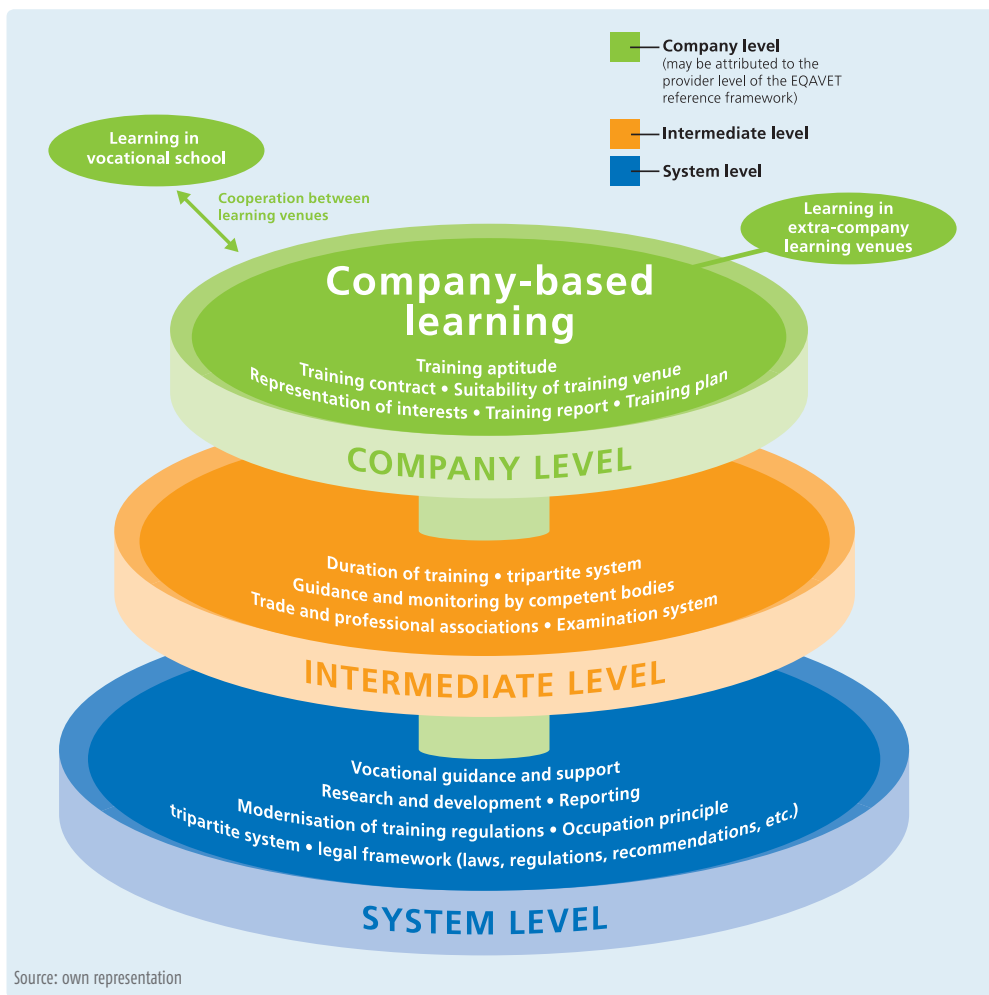 Company level
(may be attributed to the
provider level of the EQAVET
reference framework)
Intermediate level
System level
Learning in
vocational school
Cooperation between
learning venues
Learning in
extra-company
learning venues
Company-based
learning
Training aptitude
Training contract • Suitability of training venue
Representation of interests • Training report • Training plan
COMPANY LEVEL
Duration of training • tripartite system
Guidance and monitoring by competent bodies
Trade and professional associations • Examination system
INTERMEDIATE LEVEL
Vocational guidance and support
Research and development • Reporting
Modernisation of training regulations • Occupation principle
tripartite system • legal framework (laws, regulations, recommendations, etc.)
SYSTEM LEVEL
Source: own representation